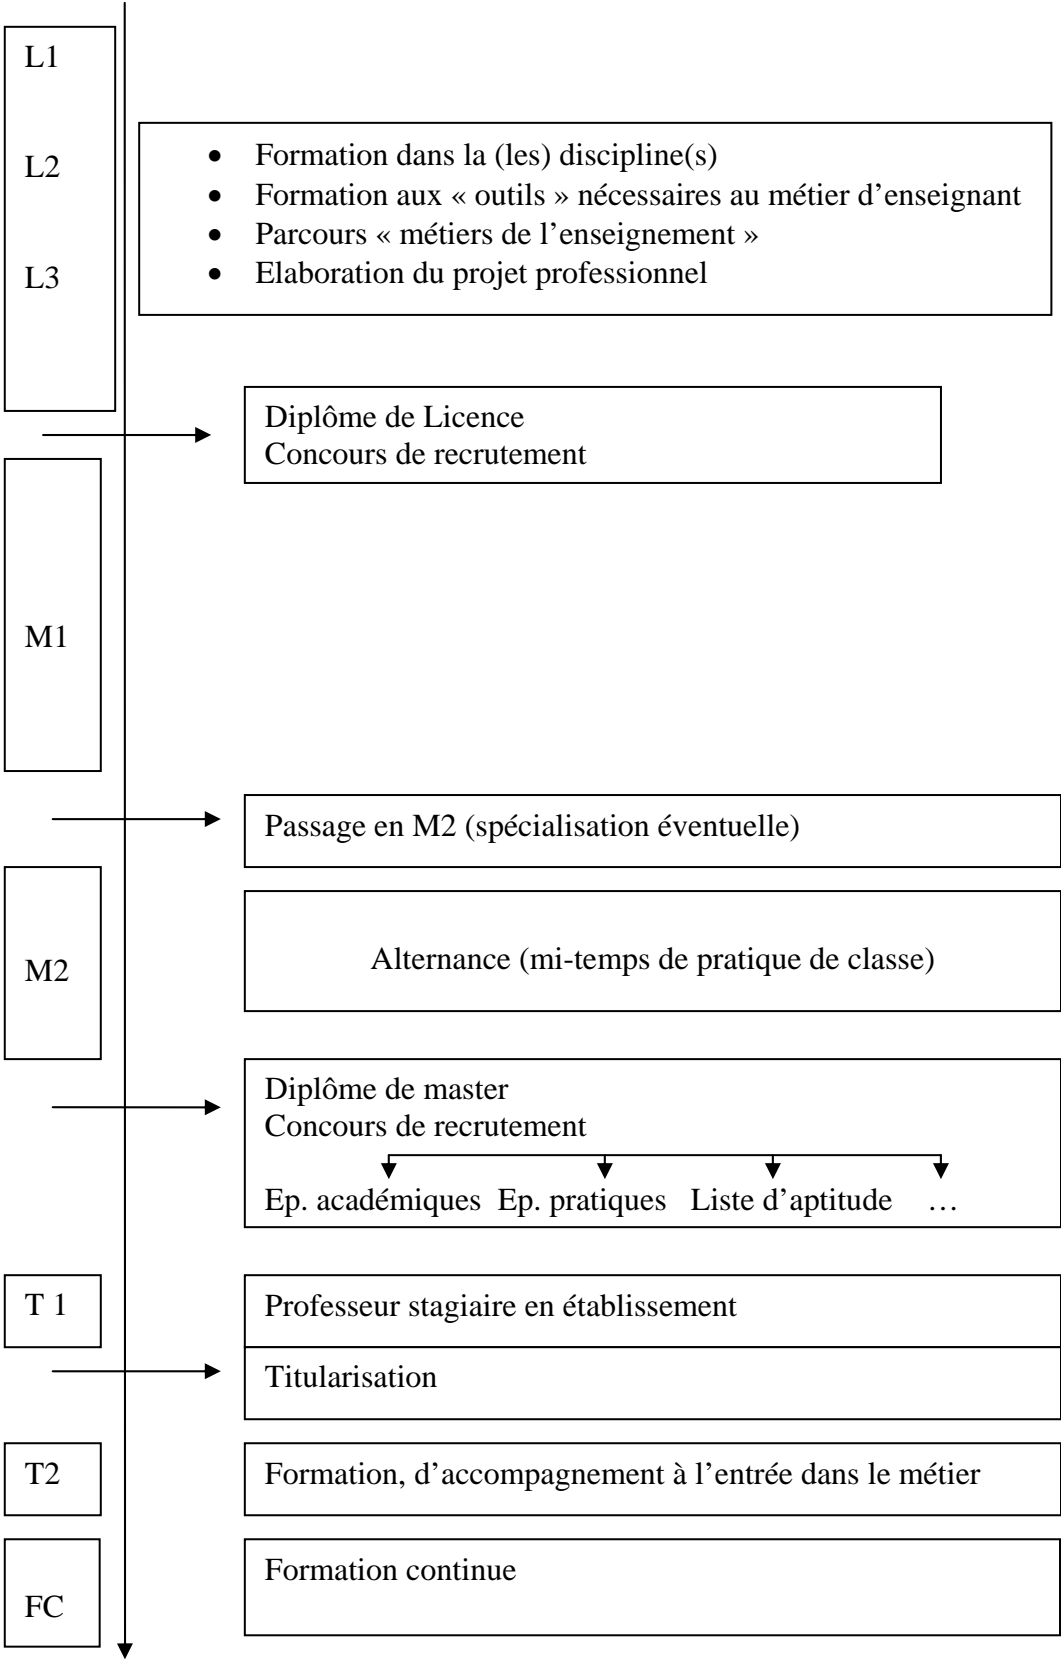 L1
L2
• Formation dans la (les) discipline(s)
• Formation aux « outils » nécessaires au métier d’enseignant
• Parcours « métiers de l’enseignement »
L3
• Elaboration du projet professionnel
Diplôme de Licence
Concours de recrutement
M1
Passage en M2 (spécialisation éventuelle)
M2
Alternance (mi-temps de pratique de classe)
Diplôme de master
Concours de recrutement
Ep. académiques Ep. pratiques Liste d’aptitude …
T 1
Professeur stagiaire en établissement
Titularisation
T2
Formation, d’accompagnement à l’entrée dans le métier
FC
Formation continue